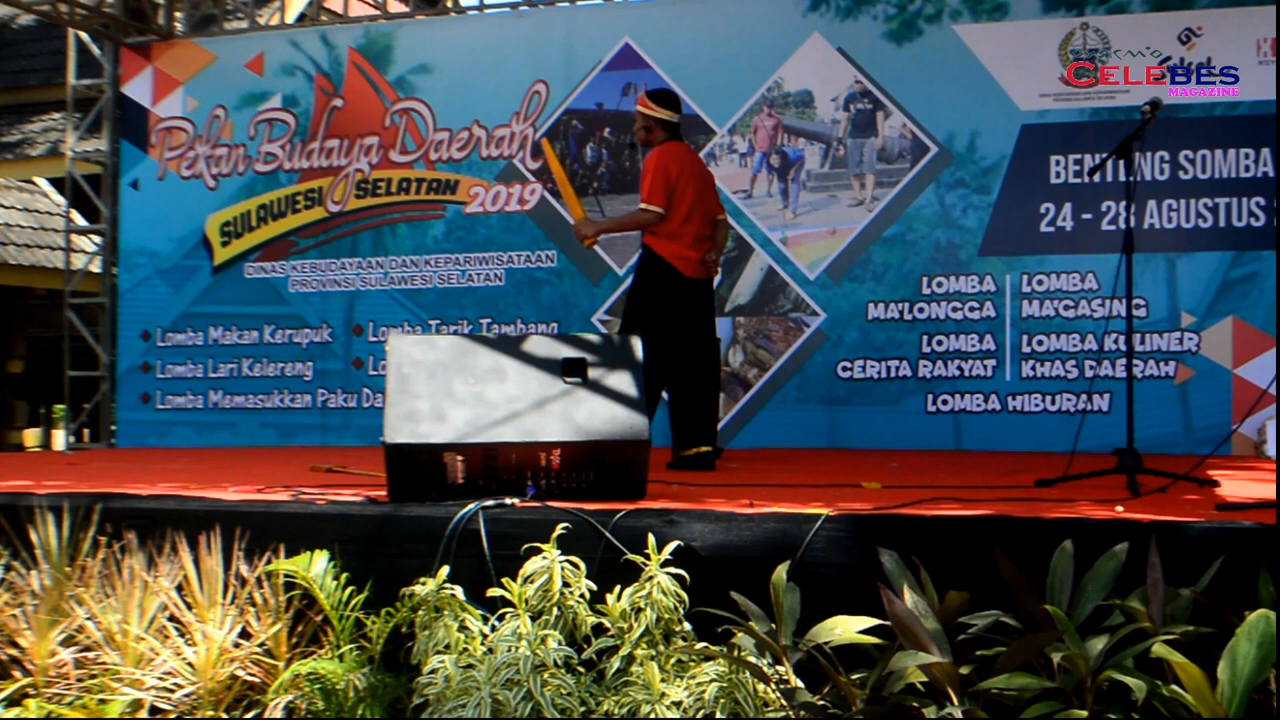 Pekan Budaya Daerah
SULAWESI SELATAN
2019
DINAS KEBUDAYAAN DAN KEPARIWISATAAN
PROVINSI SULAWESI SELATAN
Lomba Makan Kerupuk
Lomba Tarik Tambang
Lomba Lari Kelereng
Lomba Memasukkan Paku Da
CELEBES
MAGAZINE
BENTENG SOMBA
24 - 28 AGUSTUS
LOMBA
MA'LONGGA
LOMBA
MA'GASING
LOMBA
CERITA RAKYAT
LOMBA KULINER
KHAS DAERAH
LOMBA HIBURAN